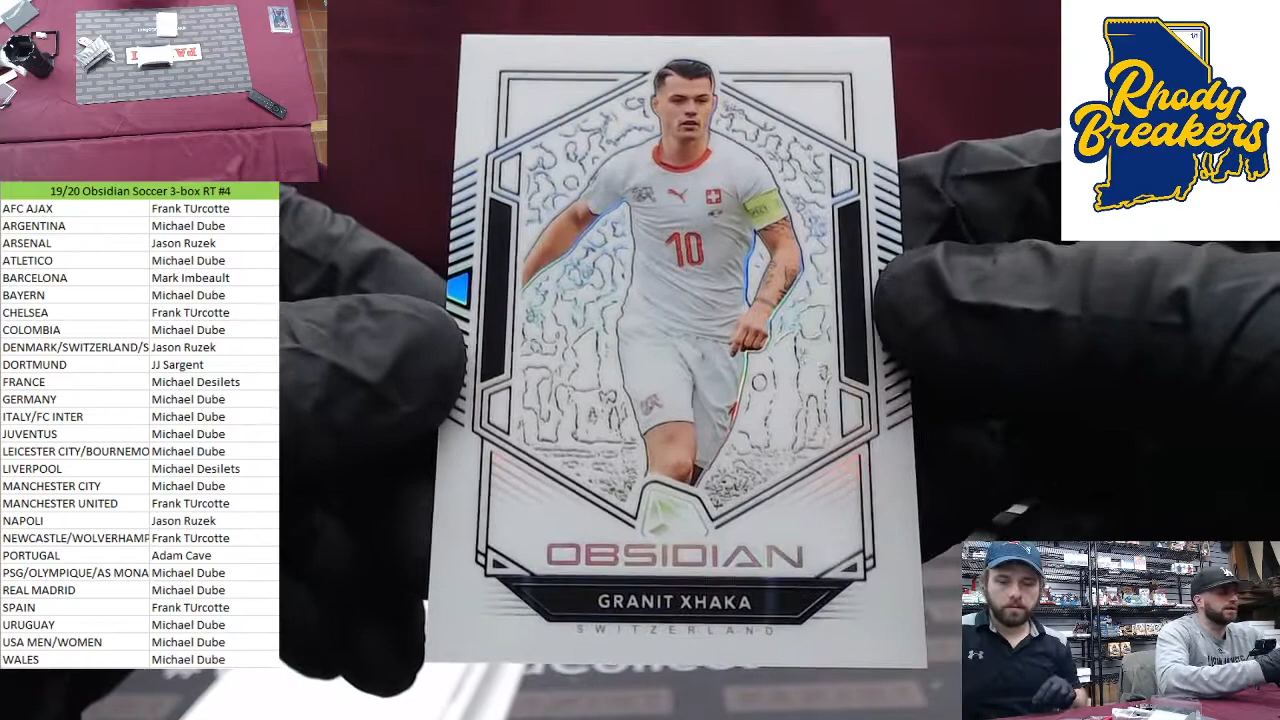 19/20 Obsidian Soccer 3-box RT #4
AFC AJAX Frank TUrcotte
ARGENTINA Michael Dube
ARSENAL Jason Ruzek
ATLETICO Michael Dube
BARCELONA Mark Imbeault
BAYERN Michael Dube
CHELSEA Frank TUrcotte
COLOMBIA Michael Dube
DENMARK/SWITZERLAND/S Jason Ruzek
DORTMUND JJ Sargent
FRANCE Michael Desilets
GERMANY Michael Dube
ITALY/FC INTER Michael Dube
JUVENTUS Michael Dube
LEICESTER CITY/BOURNEMO Michael Dube
LIVERPOOL Michael Desilets
MANCHESTER CITY Michael Dube
MANCHESTER UNITED Frank TUrcotte
NAPOLI Jason Ruzek
NEWCASTLE/WOLVERHAMP Frank TUrcotte
PORTUGAL Adam Cave
PSG/OLYMPIQUE/AS MONA Michael Dube
REAL MADRID Michael Dube
SPAIN Frank TUrcotte
URUGUAY Michael Dube
USA MEN/WOMEN Michael Dube
WALES Michael Dube
10
OBSIDIAN
GRANIT XHAKA
SWITZERLAND
1/1
Rhody
Breakers